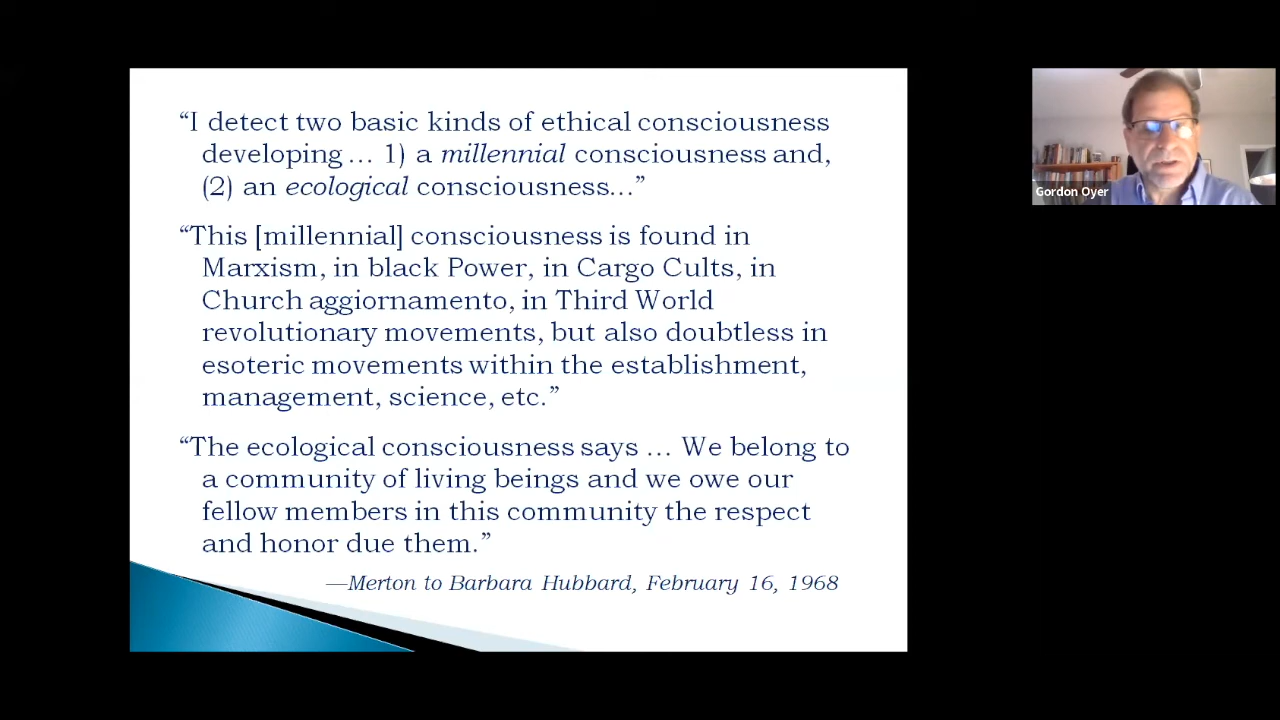 “I detect two basic kinds of ethical consciousness
developing … 1) a millennial consciousness and,
(2) an ecological consciousness…”
“This [millennial] consciousness is found in
Marxism, in black Power, in Cargo Cults, in
Church aggiornamento, in Third World
revolutionary movements, but also doubtless in
esoteric movements within the establishment,
management, science, etc.”
“The ecological consciousness says … We belong to
a community of living beings and we owe our
fellow members in this community the respect
and honor due them.”
—Merton to Barbara Hubbard, February 16, 1968
Gordon Oyer